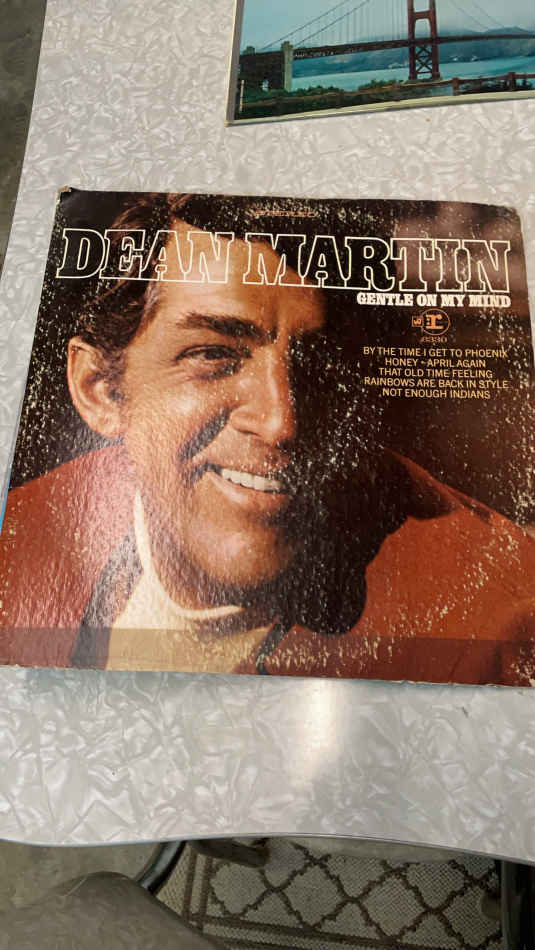 DEAN MARTIN
GENTLE ON MY MIND
6330
BY THE TIME I GET TO PHOENIX
HONEY • APRIL AGAIN
THAT OLD TIME FEELING
RAINBOWS ARE BACK IN STYLE
NOT ENOUGH INDIANS